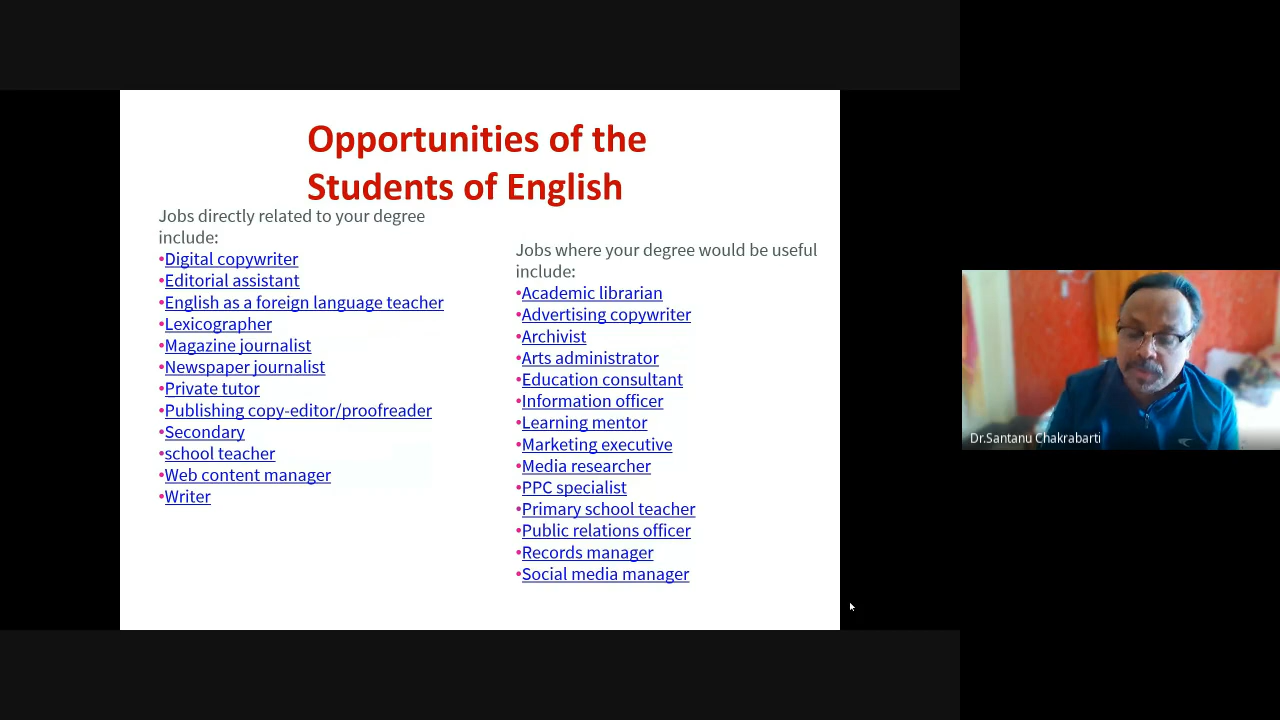 Opportunities of the
Students of English
Jobs directly related to your degree
include:
•Digital copywriter
•Editorial assistant
•English as a foreign language teacher
•Lexicographer
•Magazine journalist
•Newspaper journalist
•Private tutor
•Publishing copy-editor/proofreader
•Secondary
•school teacher
•Web content manager
•Writer
Jobs where your degree would be useful
include:
•Academic librarian
•Advertising copywriter
•Archivist
•Arts administrator
•Education consultant
•Information officer
•Learning mentor
•Marketing executive
•Media researcher
•PPC specialist
•Primary school teacher
•Public relations officer
•Records manager
•Social media manager
Dr.Santanu Chakrabarti